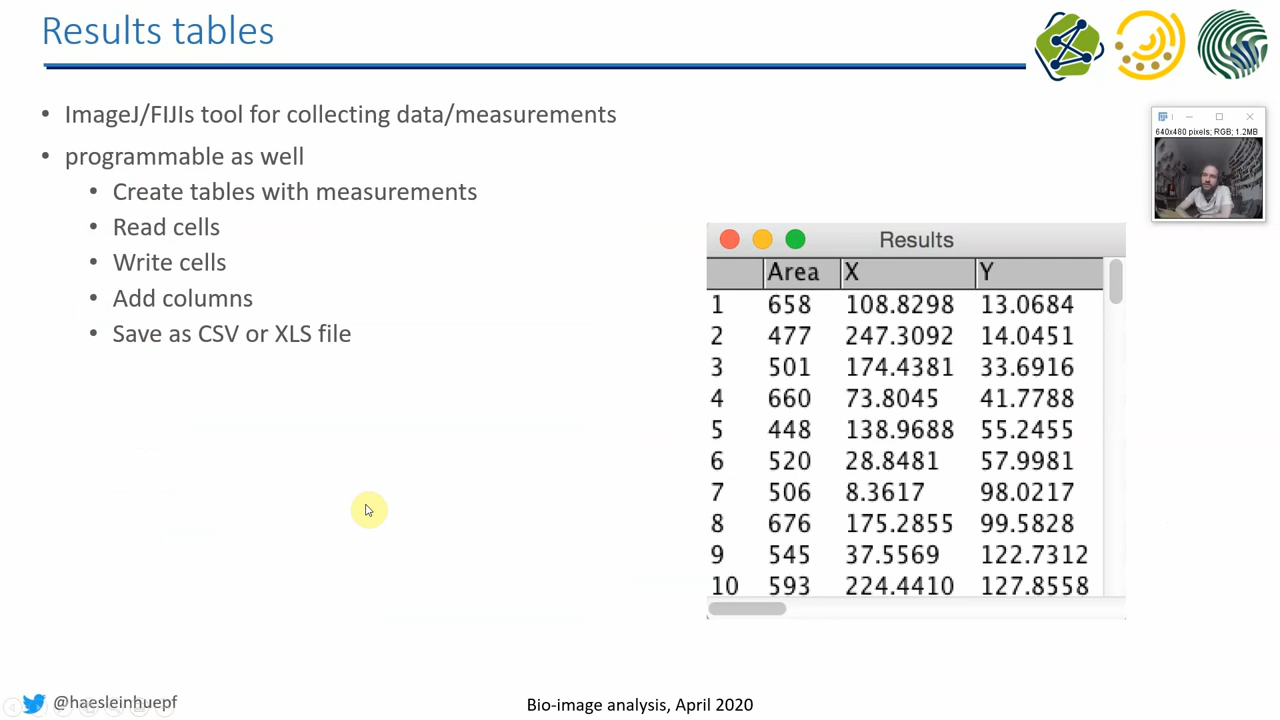 Results tables
• ImageJ/FIJIs tool for collecting data/measurements
• programmable as well
• Create tables with measurements
• Read cells
• Write cells
• Add columns
• Save as CSV or XLS file
640x480 pixels; RGB; 1.2MB
Results
Area X Y
1 658 108.8298 13.0684
2 477 247.3092 14.0451
3 501 174.4381 33.6916
4 660 73.8045 41.7788
5 448 138.9688 55.2455
6 520 28.8481 57.9981
7 506 8.3617 98.0217
8 676 175.2855 99.5828
9 545 37.5569 122.7312
10 593 224.4410 127.8558
@haesleinhuepf
Bio-image analysis, April 2020